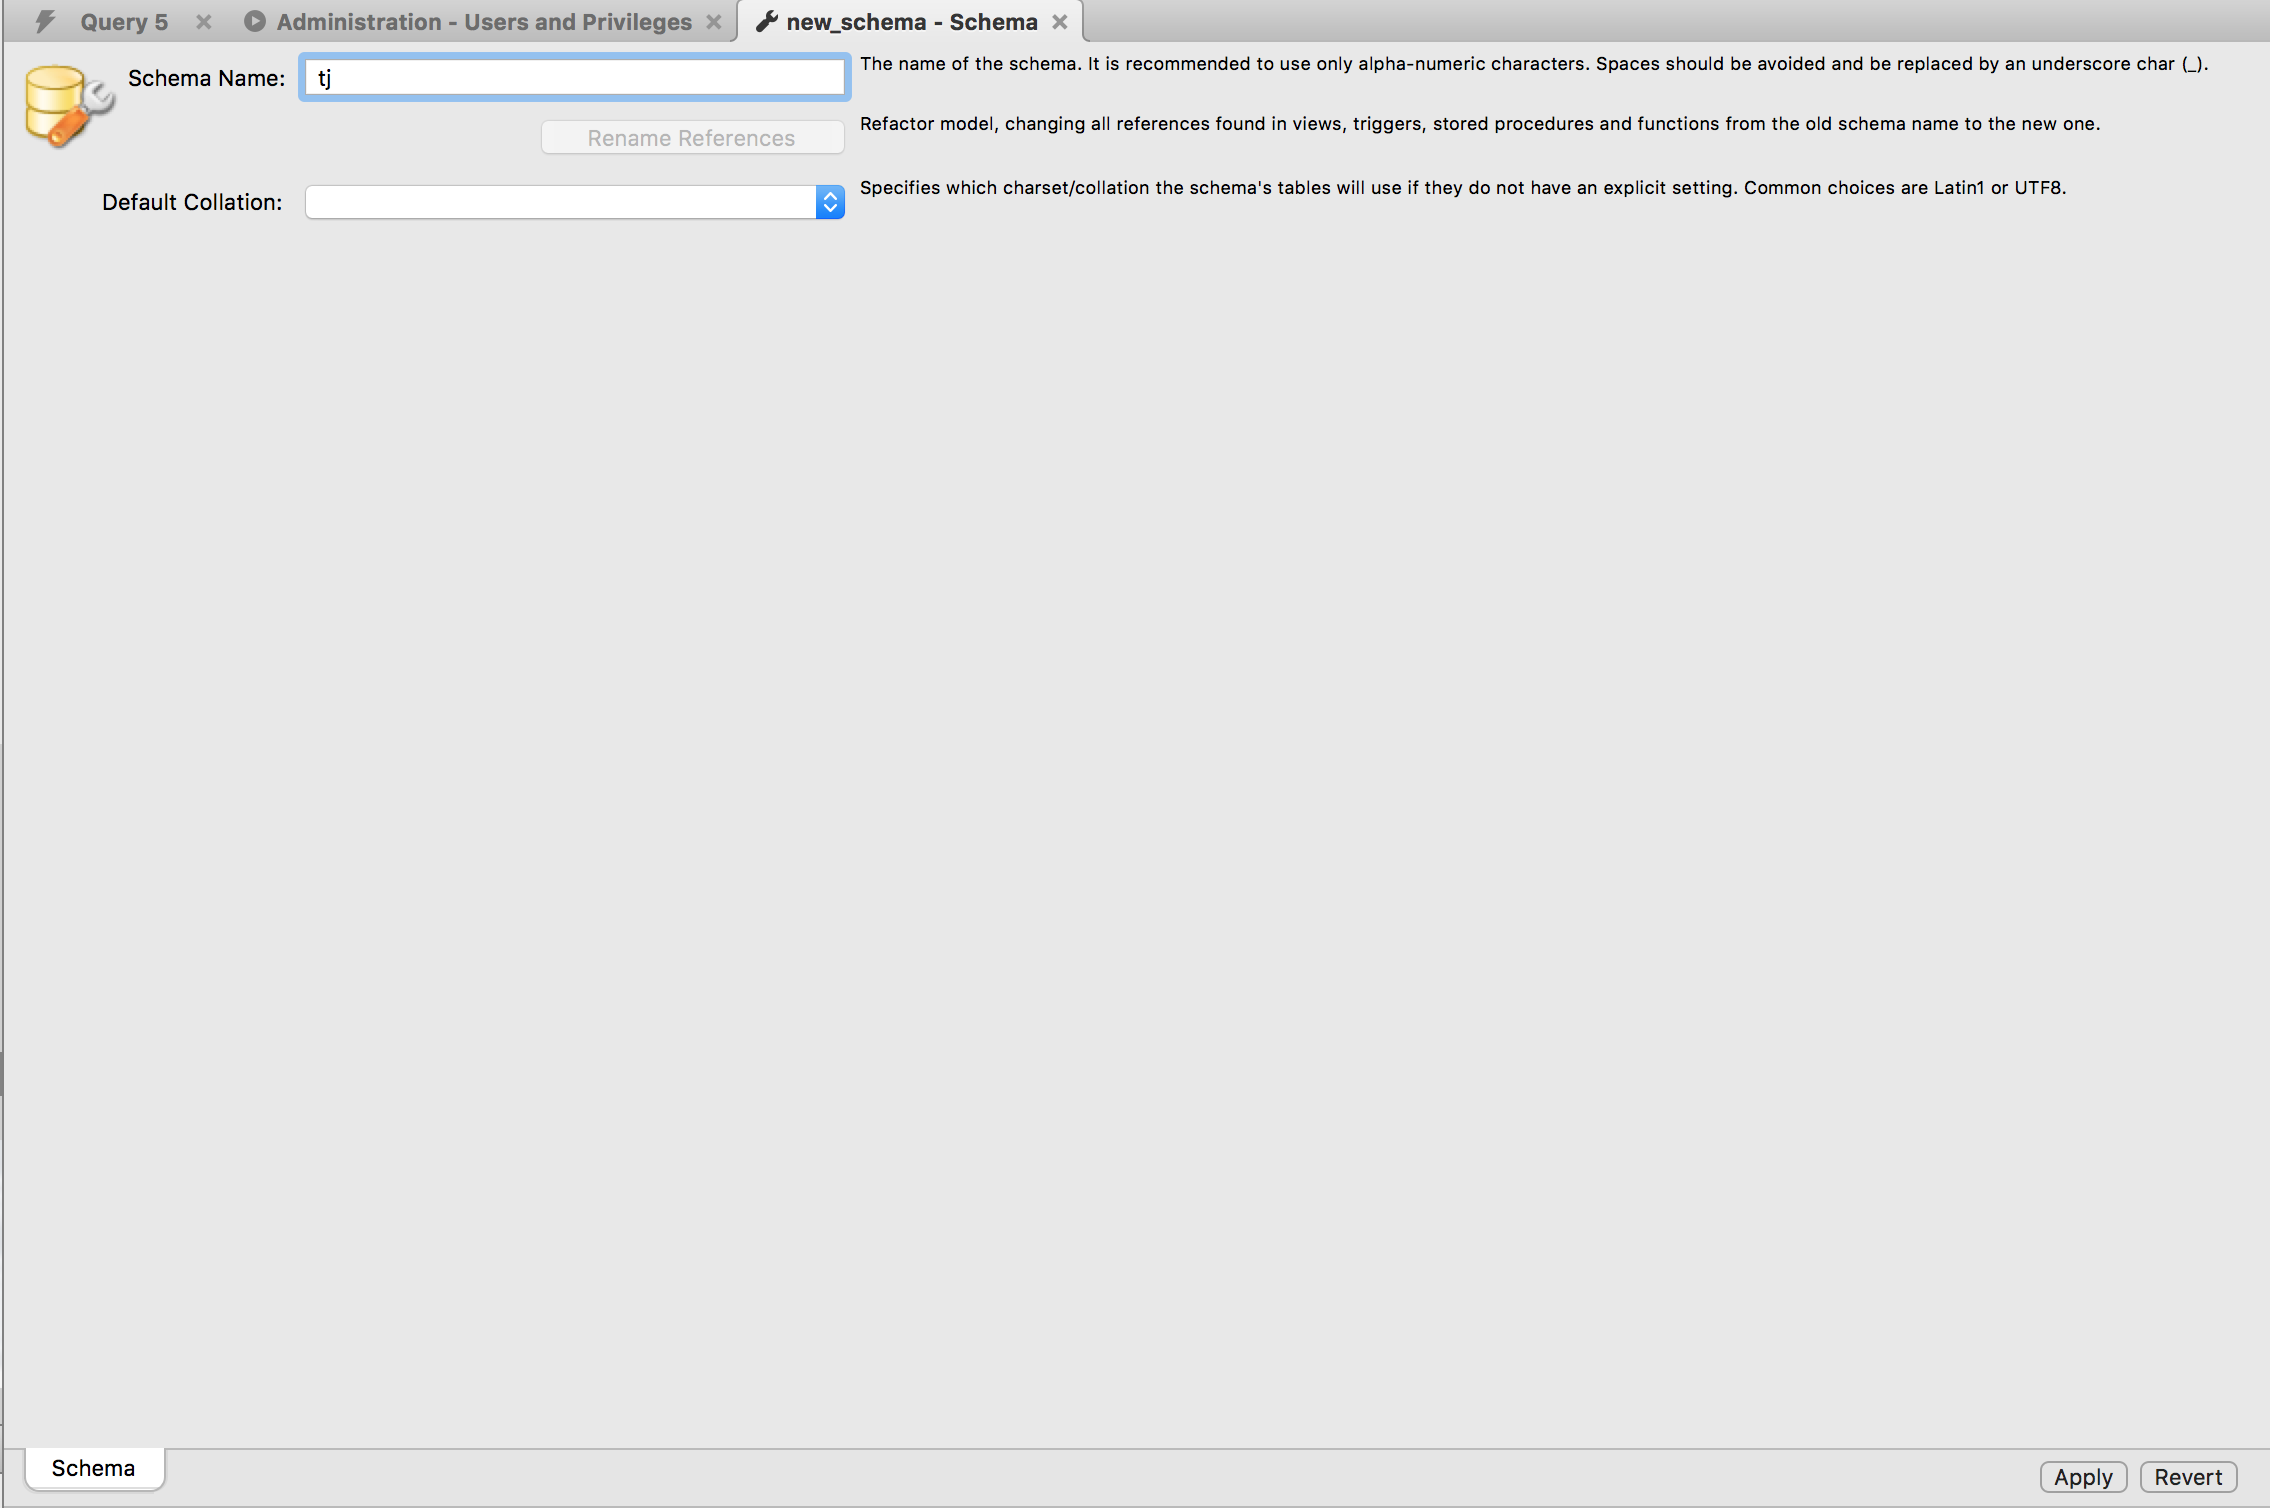 Query 5
Administration - Users and Privileges
new_schema - Schema
Schema Name: tj
The name of the schema. It is recommended to use only alpha-numeric characters. Spaces should be avoided and be replaced by an underscore char (_).
Rename References
Refactor model, changing all references found in views, triggers, stored procedures and functions from the old schema name to the new one.
Default Collation:
Specifies which charset/collation the schema's tables will use if they do not have an explicit setting. Common choices are Latin1 or UTF8.
Schema
Apply
Revert